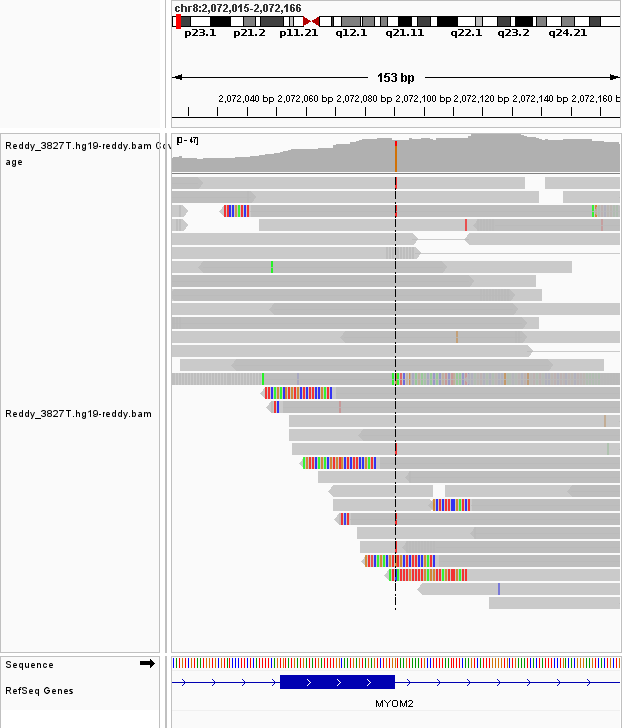 chr8:2,072,015-2,072,166
p23.1 p21.2 p11.21 q12.1 q21.11 q22.1 q23.2 q24.21
153 bp
2,072,040 bp 2,072,060 bp 2,072,080 bp 2,072,100 bp 2,072,120 bp 2,072,140 bp 2,072,160 b
[0 - 47]
Reddy_3827T.hg19-reddy.bam Cov
age
Reddy_3827T.hg19-reddy.bam
Sequence
RefSeq Genes
MYOM2